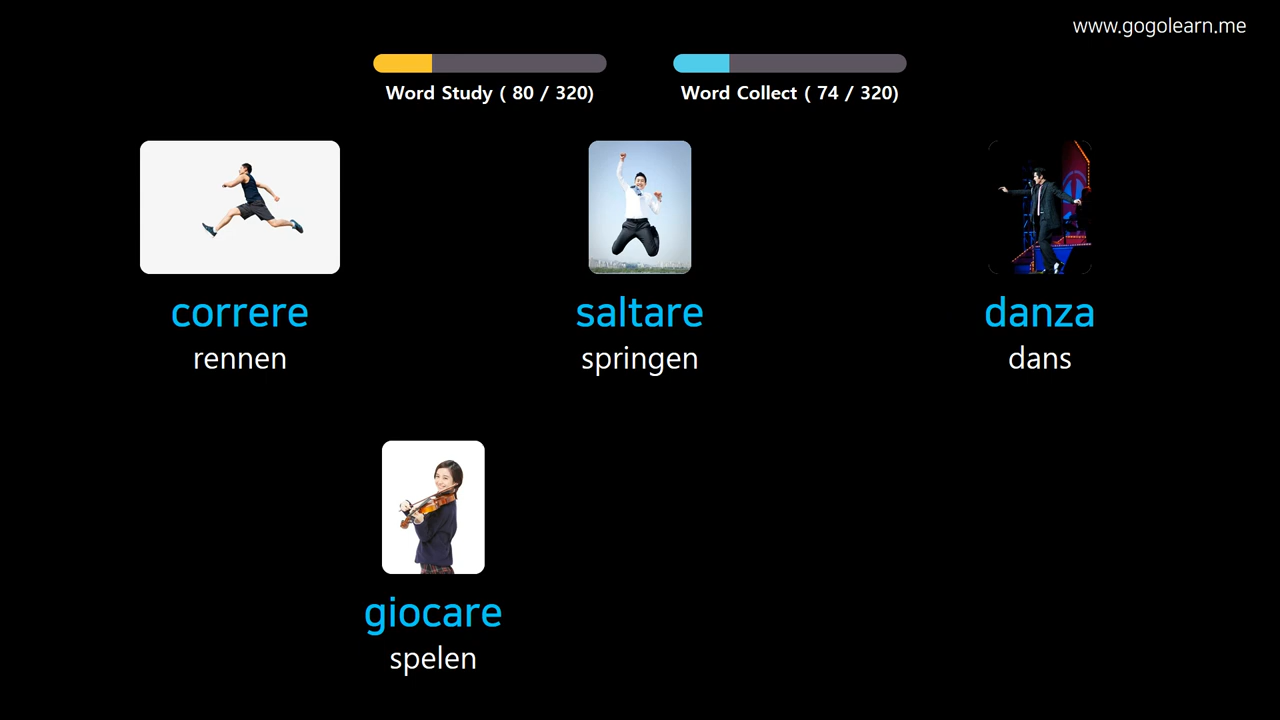 www.gogolearn.me
Word Study ( 80 / 320)
Word Collect ( 74 / 320)
correre
saltare
danza
rennen
springen
dans
giocare
spelen